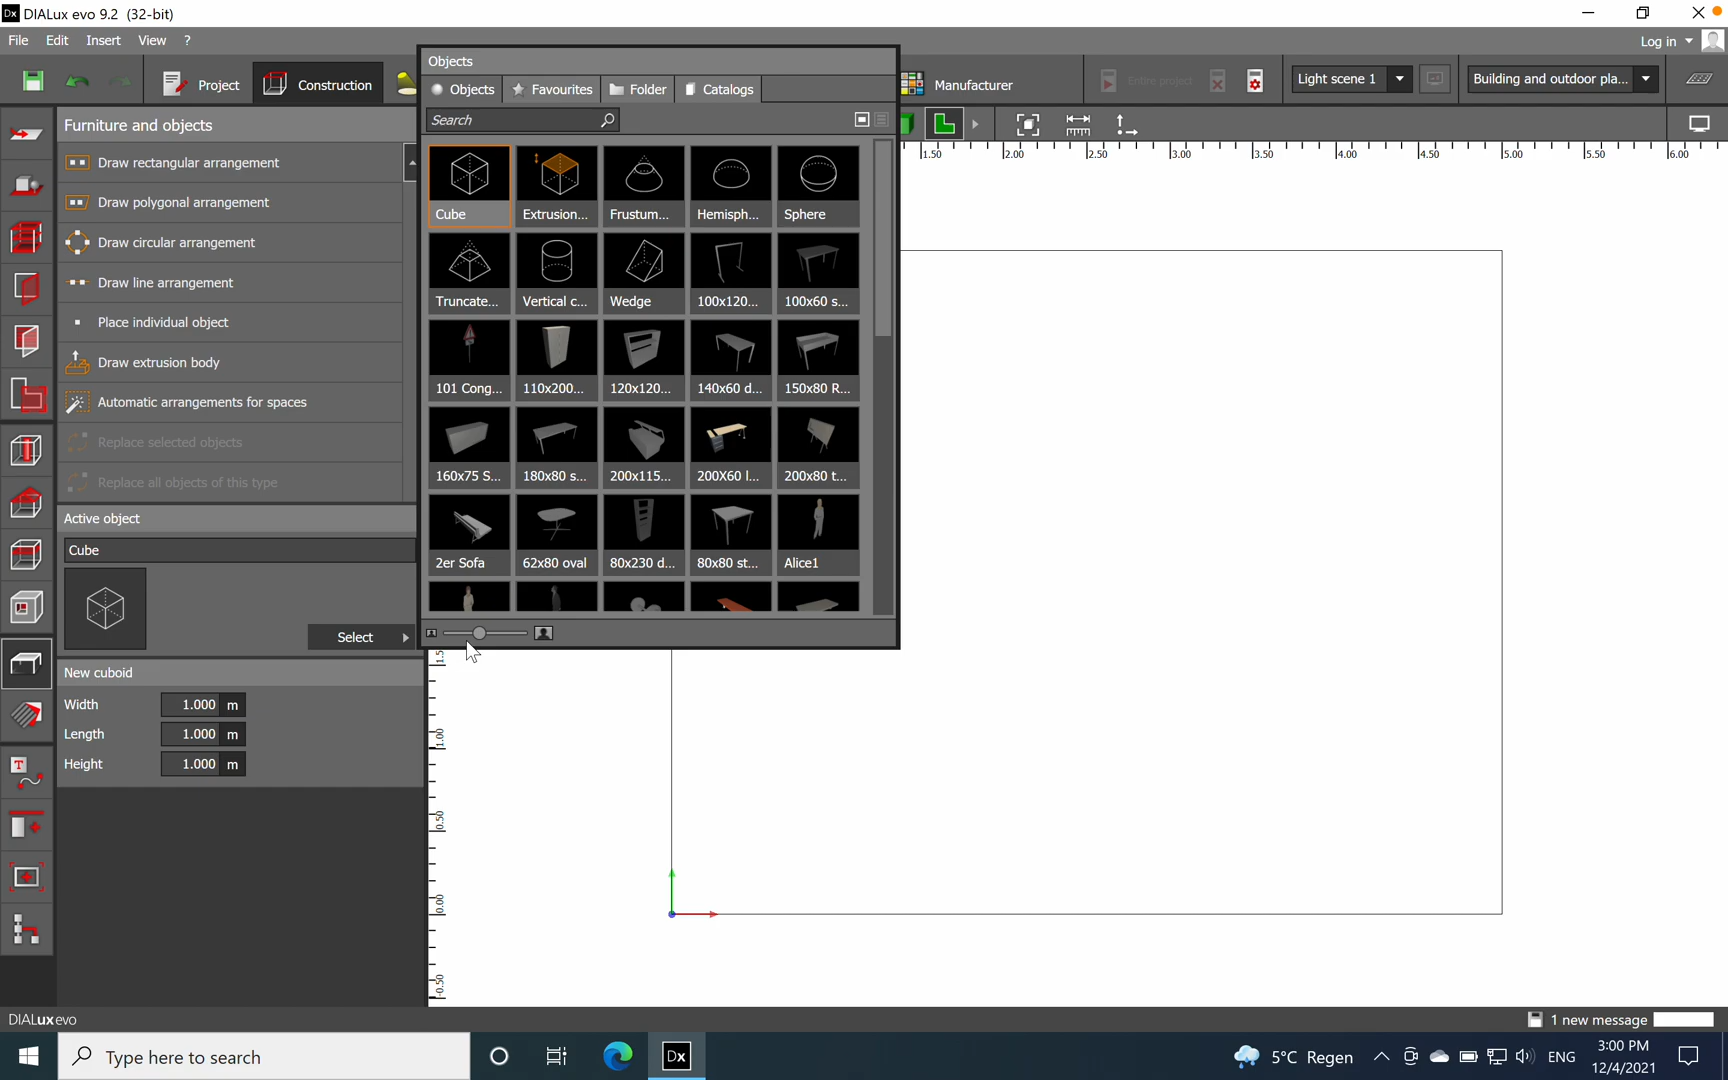 DIALux evo 9.2 (32-bit)
File Edit Insert View ?
Log in
Project
Construction
Manufacturer
Entire project
Light scene 1
Building and outdoor pla...
Furniture and objects
Draw rectangular arrangement
Draw polygonal arrangement
Draw circular arrangement
Draw line arrangement
Place individual object
Draw extrusion body
Automatic arrangements for spaces
Replace selected objects
Replace all objects of this type
Active object
Cube
Select
New cuboid
Width 1.000 m
Length 1.000 m
Height 1.000 m
Objects
Objects Favourites Folder Catalogs
Search
Cube Extrusion... Frustum... Hemisph... Sphere
Truncate... Vertical c... Wedge 100x120... 100x60 s...
101 Cong... 110x200... 120x120... 140x60 d... 150x80 R...
160x75 S... 180x80 s... 200x115... 200X60 l... 200x80 t...
2er Sofa 62x80 oval 80x230 d... 80x80 st... Alice1
1.50 2.00 2.50 3.00 3.50 4.00 4.50 5.00 5.50 6.00
1.5
1.00
0.50
0.00
-0.50
DIALux evo
1 new message
Type here to search
Dx
5°C Regen
ENG
3:00 PM
12/4/2021